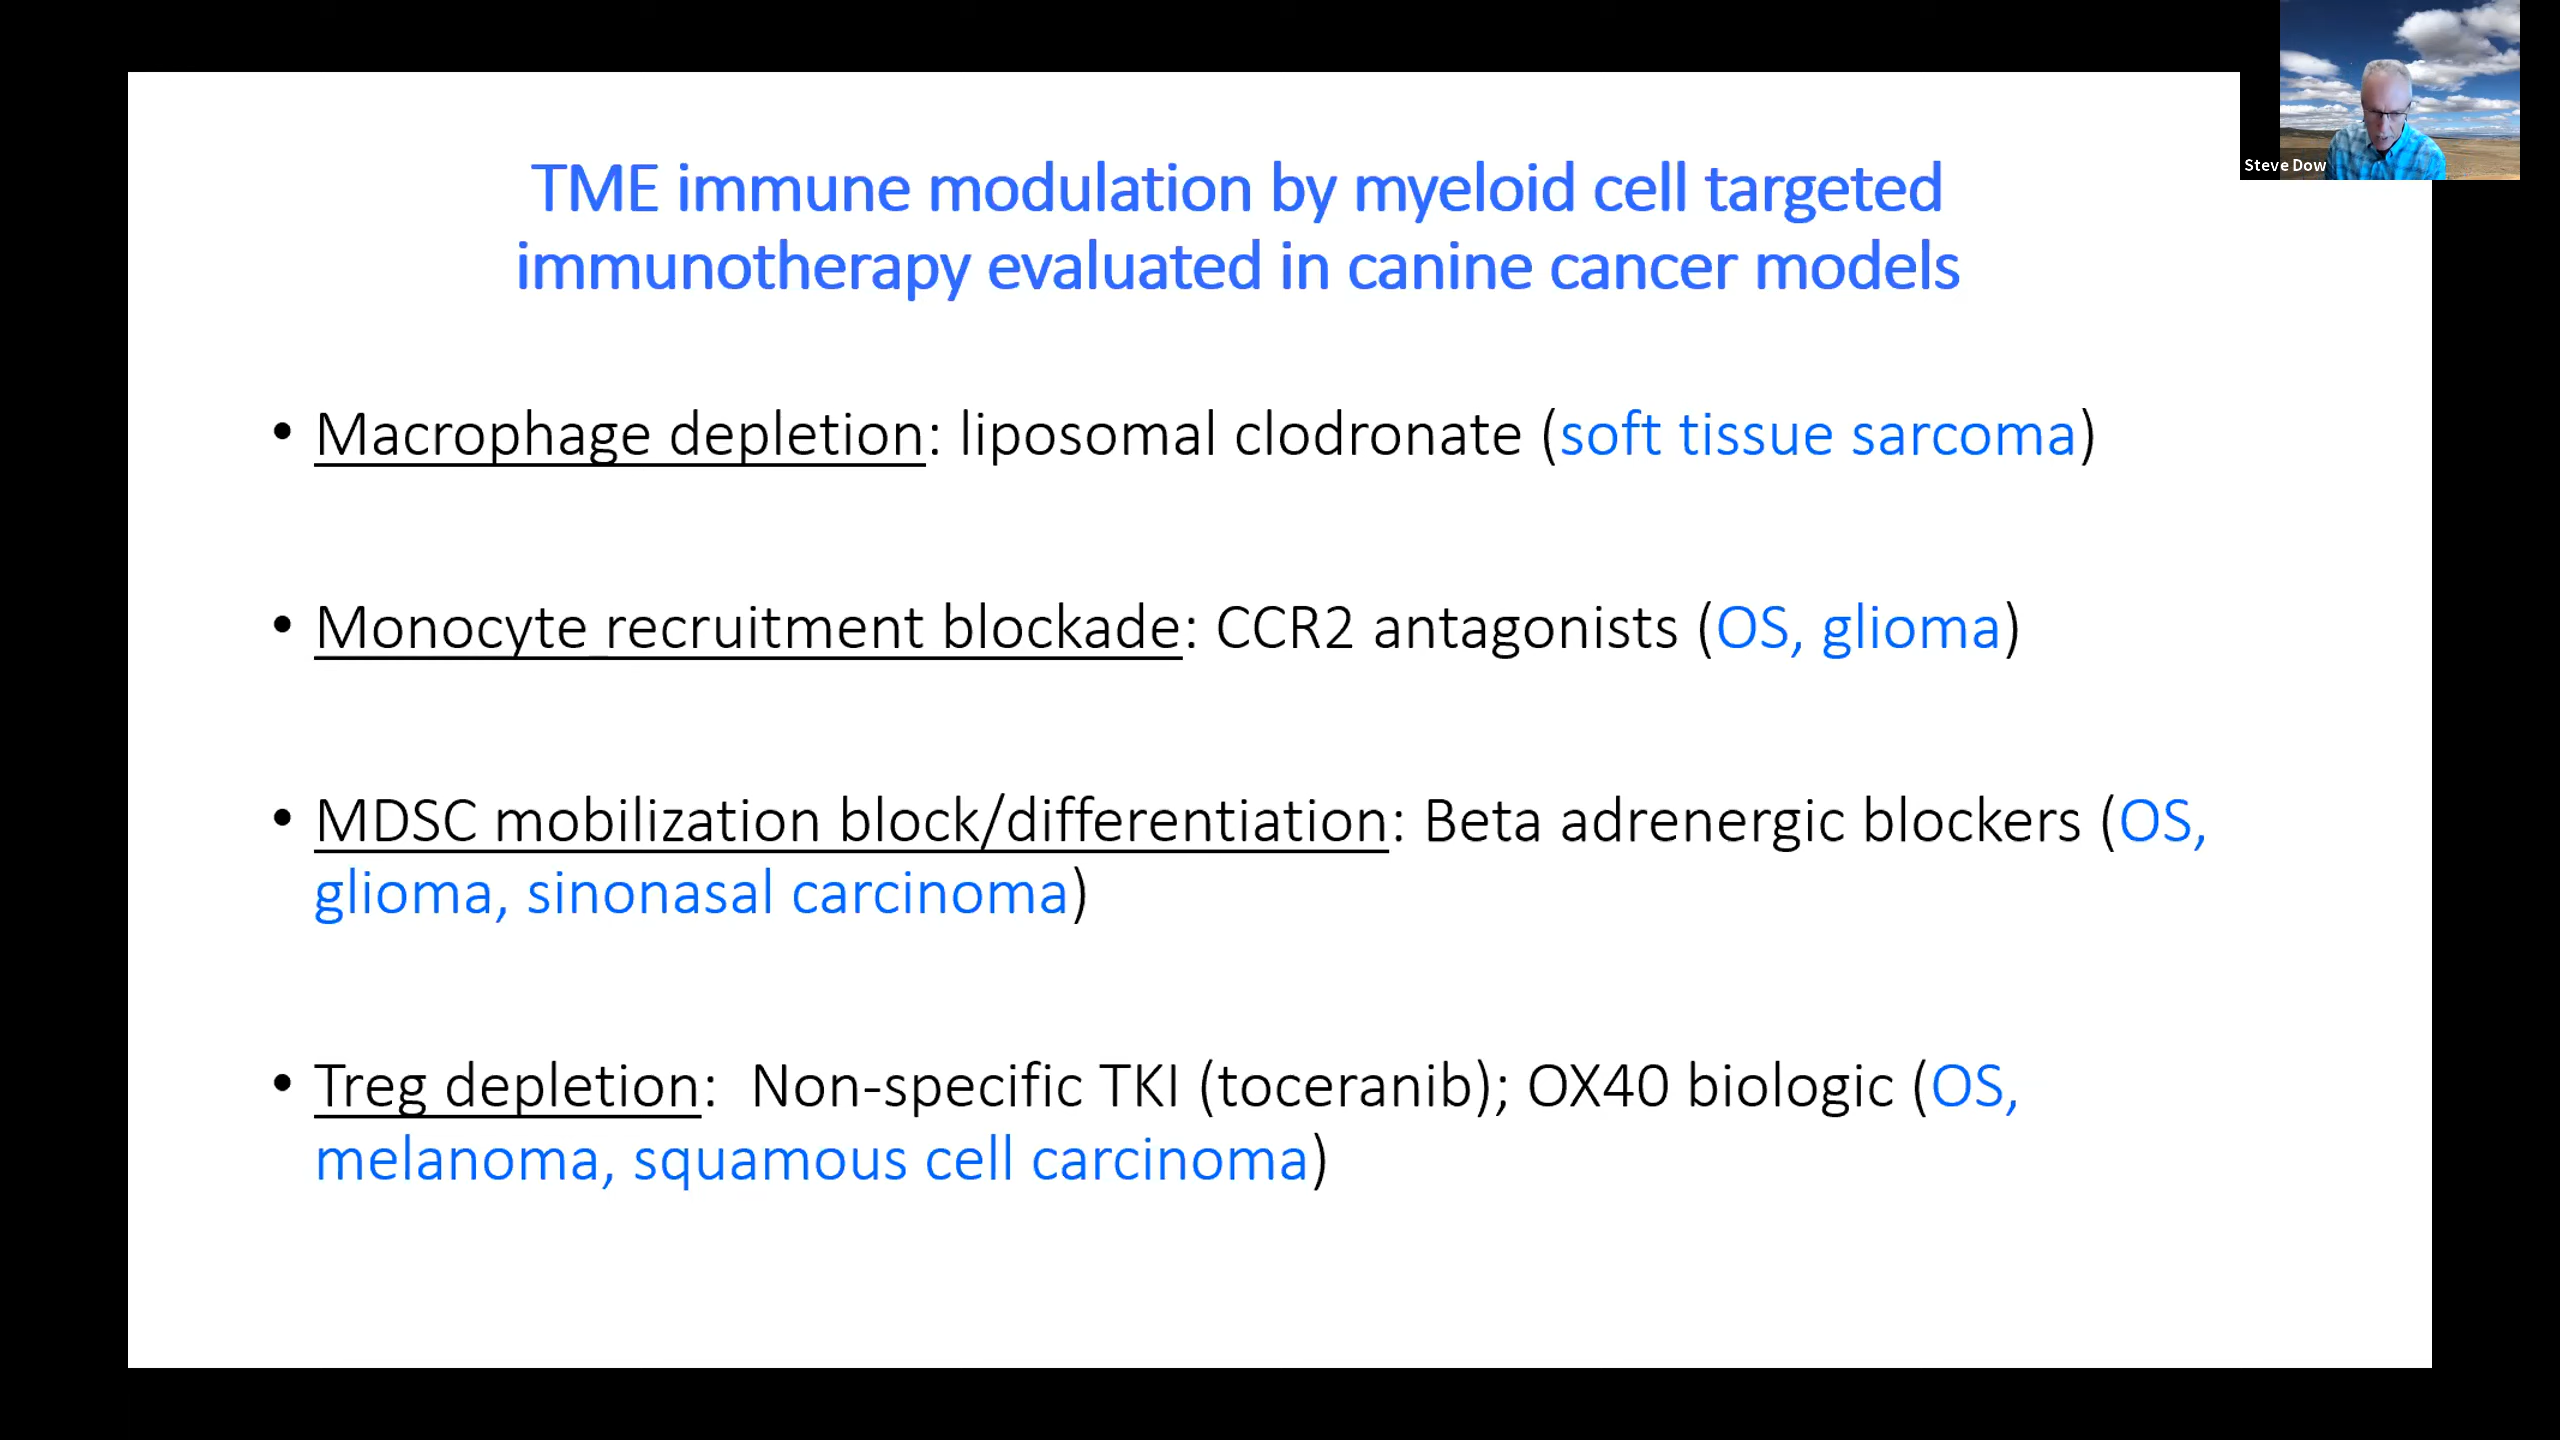 Steve Dow
TME immune modulation by myeloid cell targeted
immunotherapy evaluated in canine cancer models
• Macrophage depletion: liposomal clodronate (soft tissue sarcoma)
• Monocyte recruitment blockade: CCR2 antagonists (OS, glioma)
• MDSC mobilization block/differentiation: Beta adrenergic blockers (OS,
glioma, sinonasal carcinoma)
• Treg depletion: Non-specific TKI (toceranib); OX40 biologic (OS,
melanoma, squamous cell carcinoma)